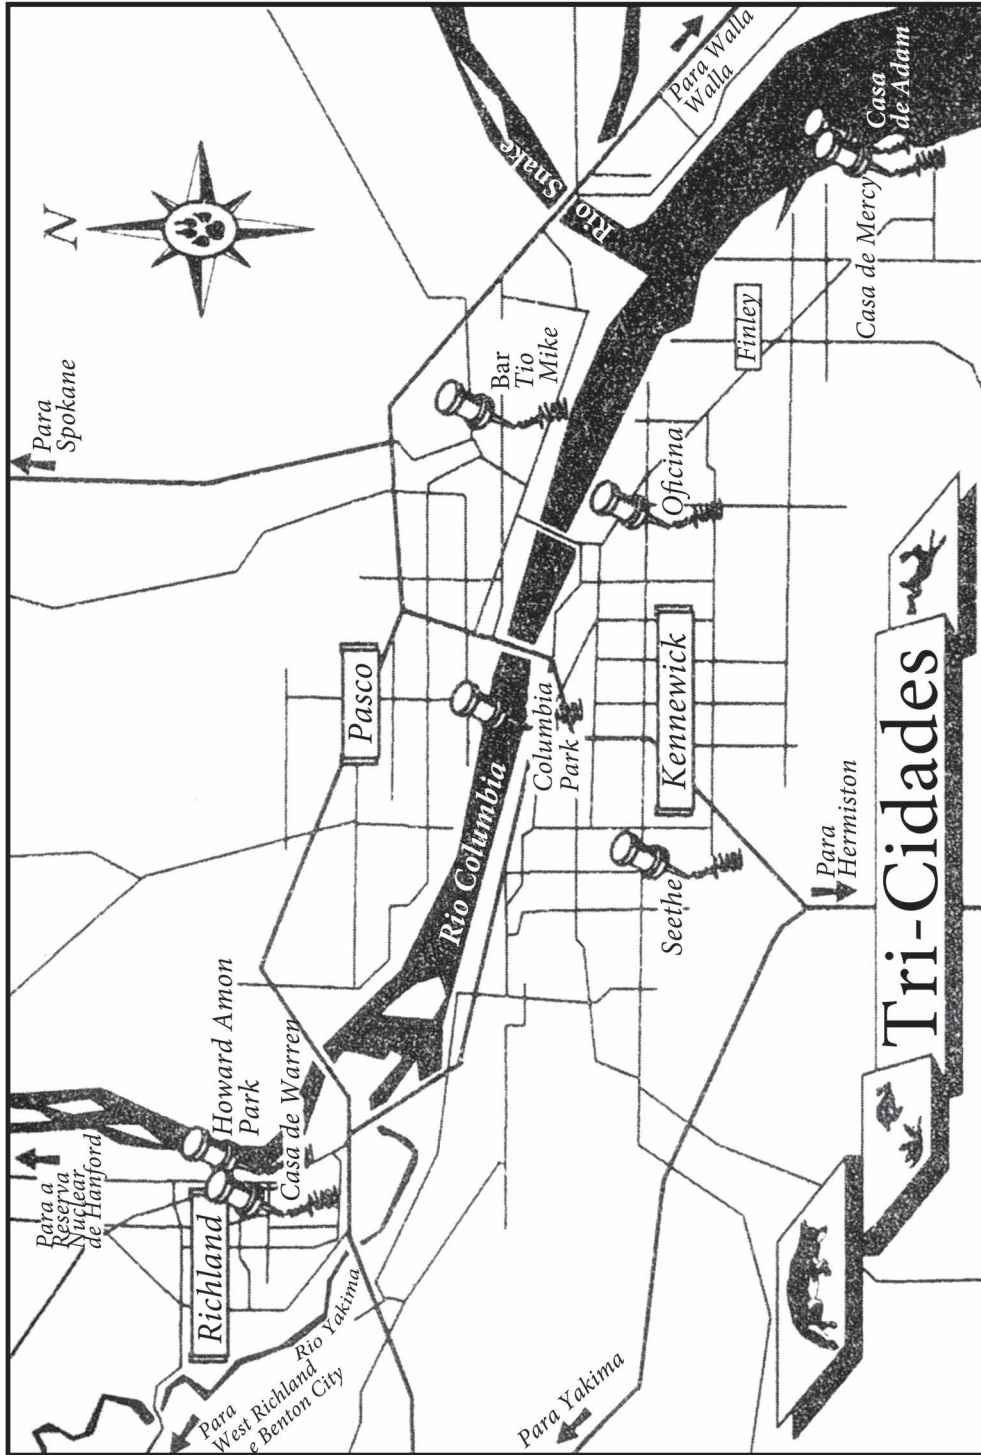 N
Para
Spokane
Para a
Reserva
Nuclear
de Hanford
Howard Amon
Park
Casa de Warren
Richland
Rio Yakima
Para
West Richland
e Benton City
Para Yakima
Pasco
Rio Columbia
Columbia
Park
Kennewick
Seethe
Para
Hermiston
Bar
Tio
Mike
Oficina
Finley
Rio
Snake
Para Walla
Walla
Casa de Mercy
Casa
de Adam
Tri-Cidades